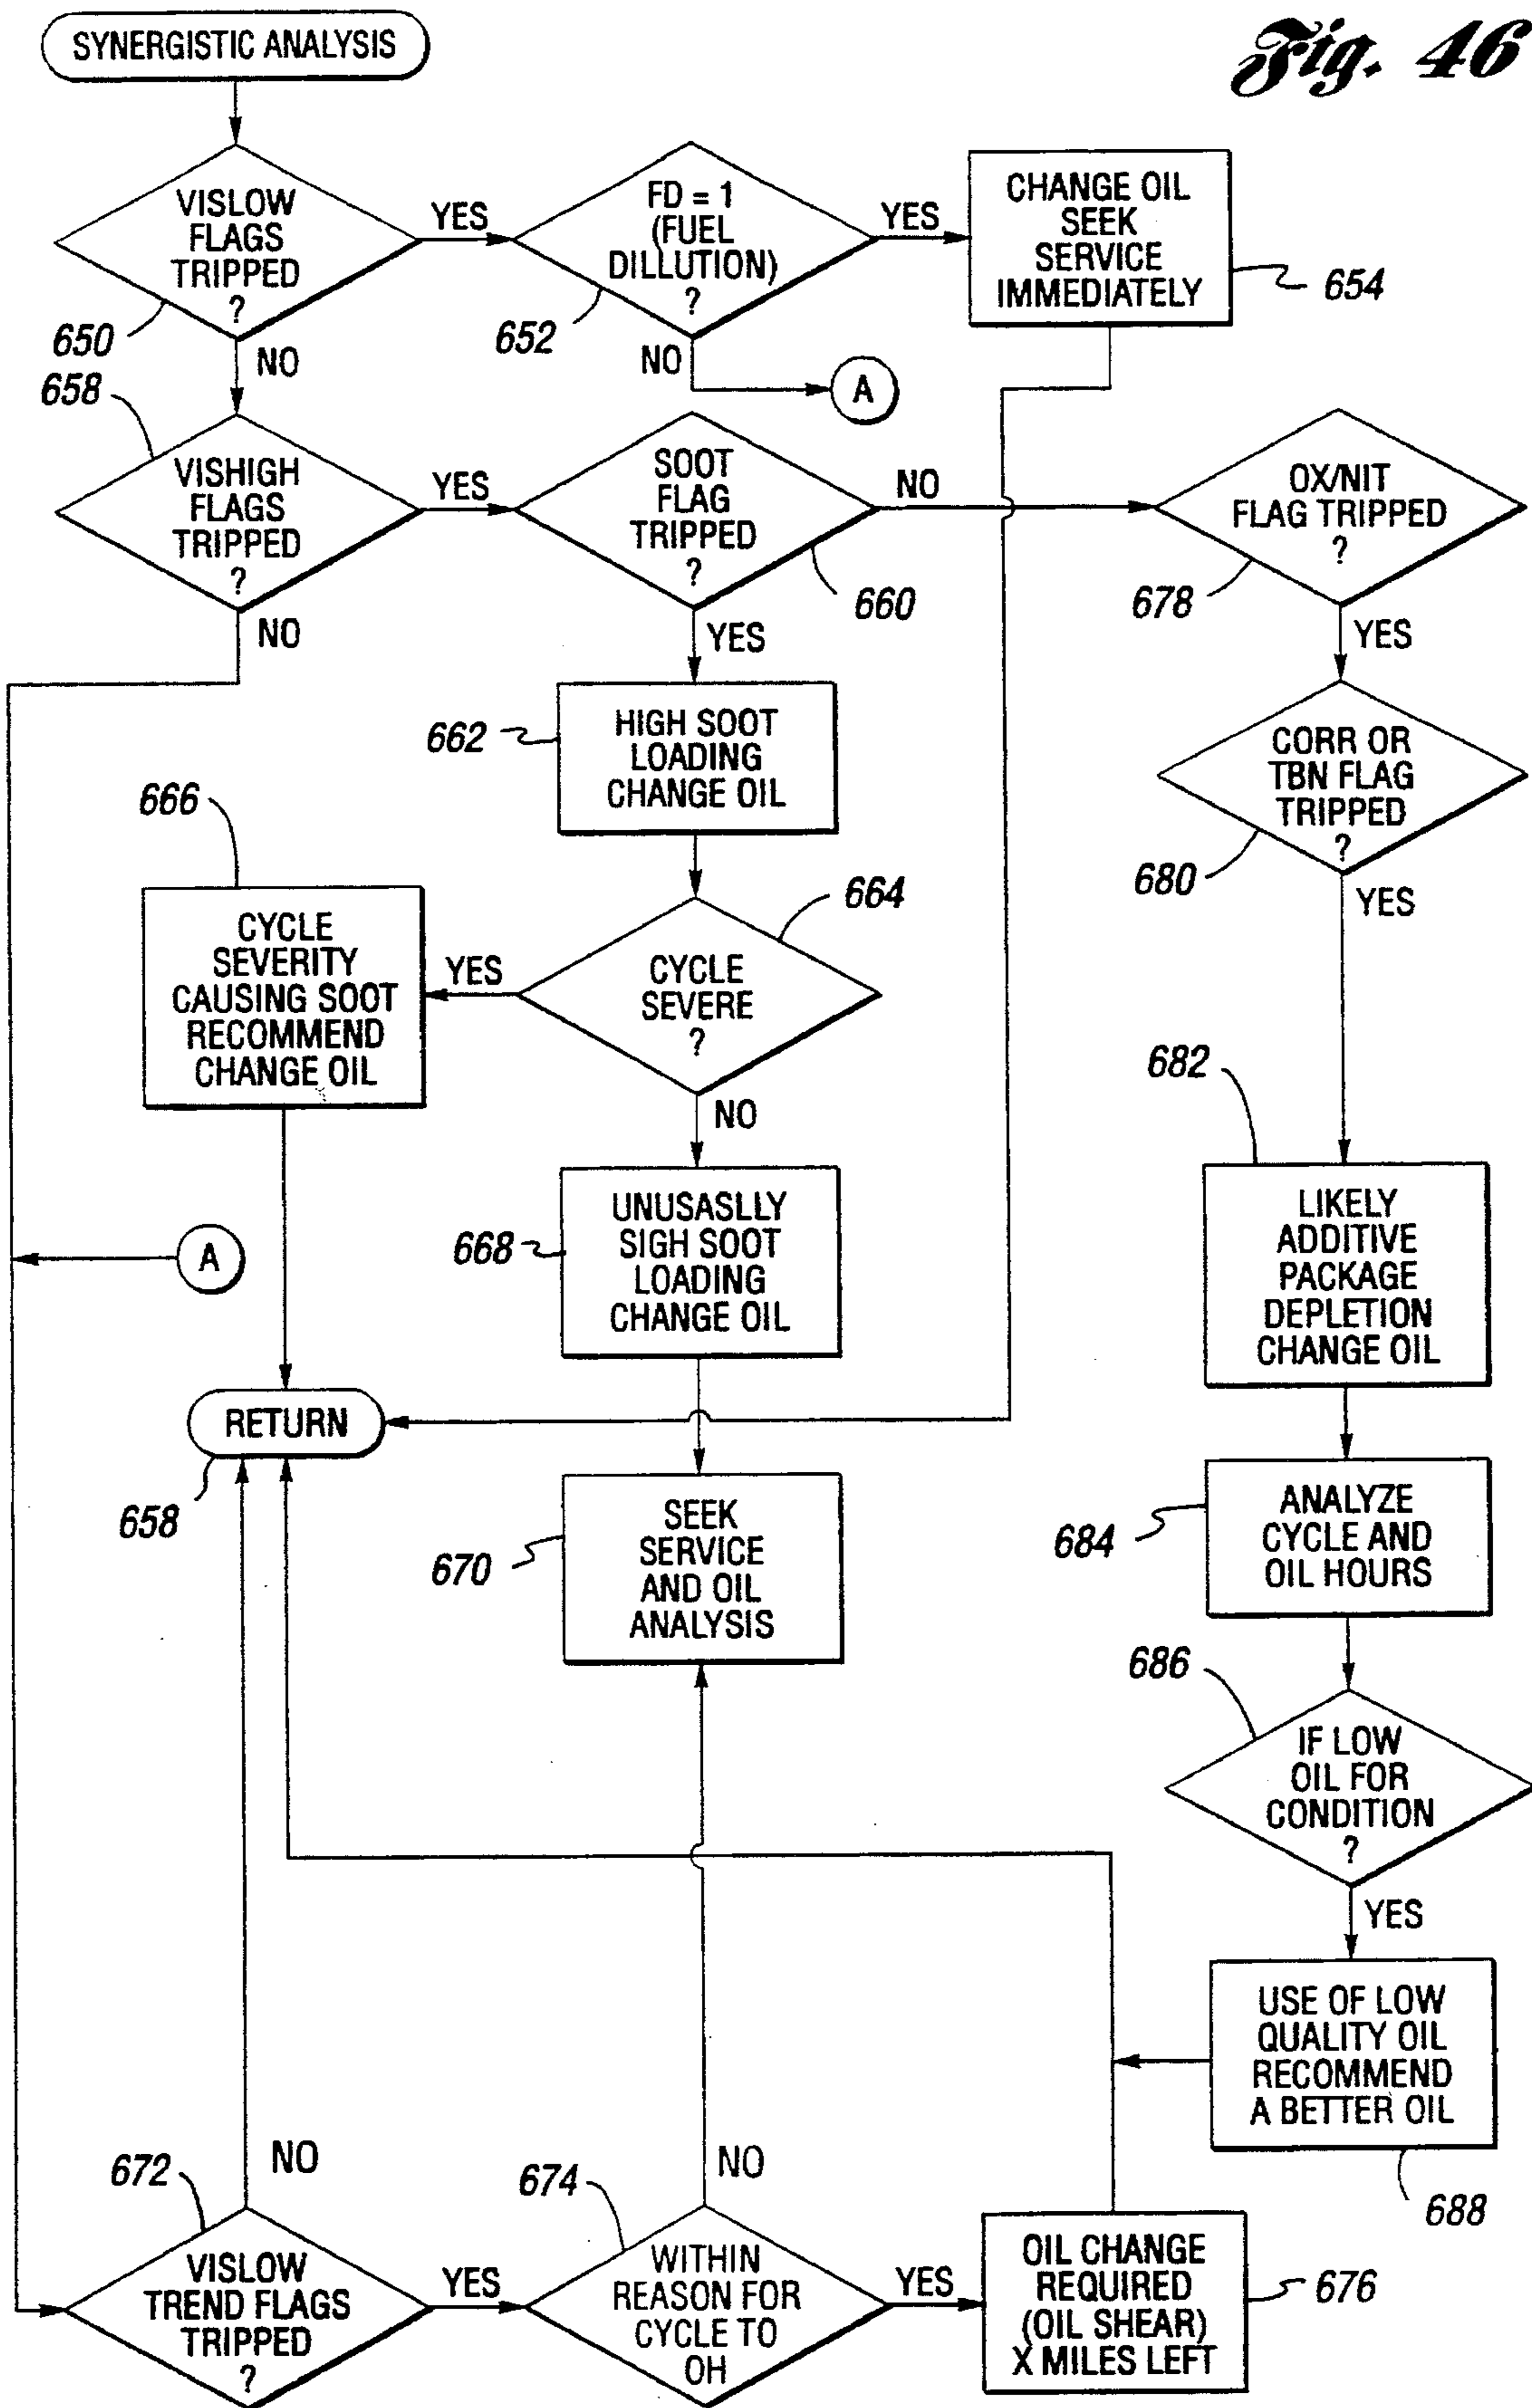 Fig. 46
SYNERGISTIC ANALYSIS
VISLOW
FLAGS
TRIPPED
?
650
YES
NO
FD = 1
(FUEL
DILLUTION)
?
652
YES
NO
A
CHANGE OIL
SEEK
SERVICE
IMMEDIATELY
654
658
VISHIGH
FLAGS
TRIPPED
?
YES
NO
SOOT
FLAG
TRIPPED
?
660
NO
YES
OX/NIT
FLAG TRIPPED
?
678
YES
662
HIGH SOOT
LOADING
CHANGE OIL
CORR OR
TBN FLAG
TRIPPED
?
680
YES
666
CYCLE
SEVERITY
CAUSING SOOT
RECOMMEND
CHANGE OIL
YES
664
CYCLE
SEVERE
?
NO
682
LIKELY
ADDITIVE
PACKAGE
DEPLETION
CHANGE OIL
668
UNUSASLLY
SIGH SOOT
LOADING
CHANGE OIL
A
RETURN
658
670
SEEK
SERVICE
AND OIL
ANALYSIS
684
ANALYZE
CYCLE AND
OIL HOURS
686
IF LOW
OIL FOR
CONDITION
?
YES
USE OF LOW
QUALITY OIL
RECOMMEND
A BETTER OIL
688
672
NO
VISLOW
TREND FLAGS
TRIPPED
?
YES
674
NO
WITHIN
REASON FOR
CYCLE TO
OH
YES
OIL CHANGE
REQUIRED
(OIL SHEAR)
X MILES LEFT
676